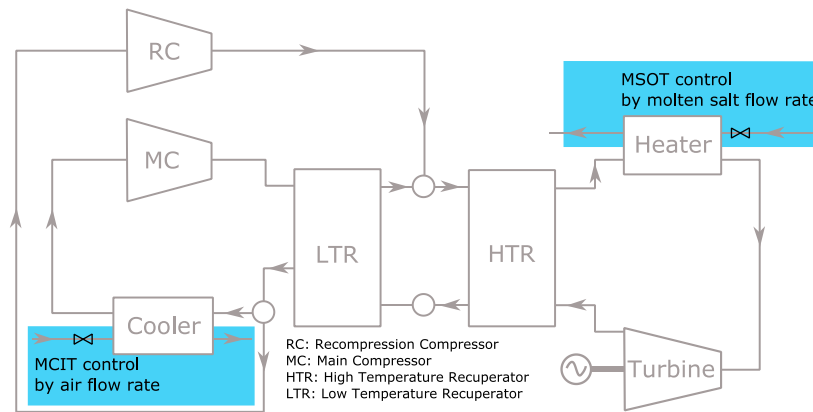 RC
MSOT control
by molten salt flow rate
MC
Heater
LTR
HTR
Cooler
MCIT control
by air flow rate
RC: Recompression Compressor
MC: Main Compressor
HTR: High Temperature Recuperator
LTR: Low Temperature Recuperator
Turbine